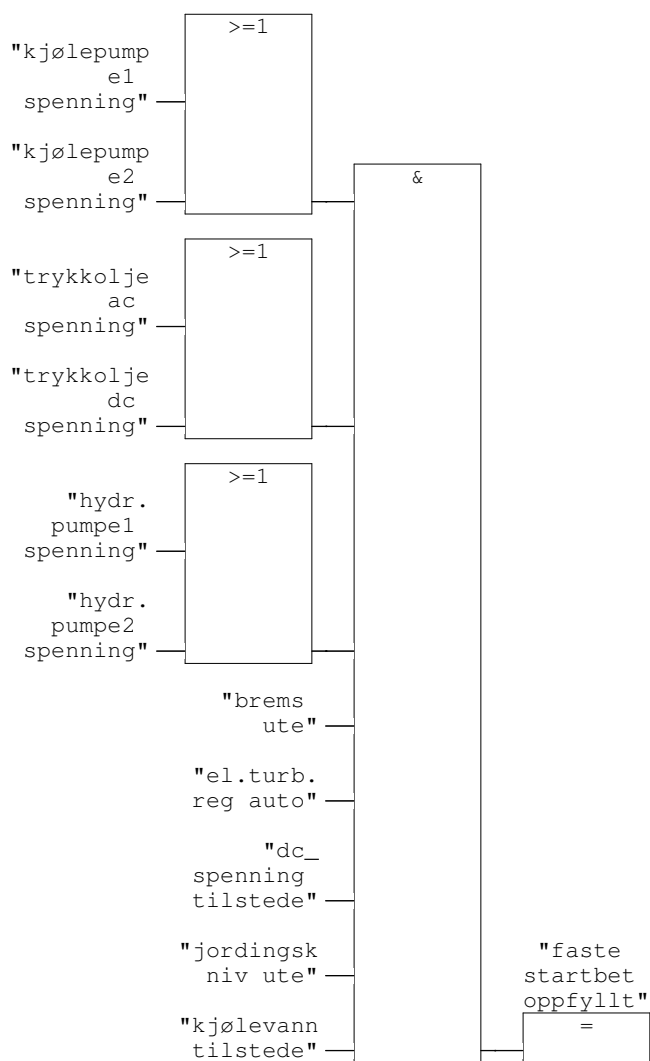 >=1
"kjølepump
e1
spenning"
"kjølepump
e2
spenning"
&
>=1
"trykkolje
ac
spenning"
"trykkolje
dc
spenning"
>=1
"hydr.
pumpe1
spenning"
"hydr.
pumpe2
spenning"
"brems
ute"
"el.turb.
reg auto"
"dc_
spenning
tilstede"
"jordingsk
niv ute"
"kjølevann
tilstede"
"faste
startbet
oppfyllt"
=